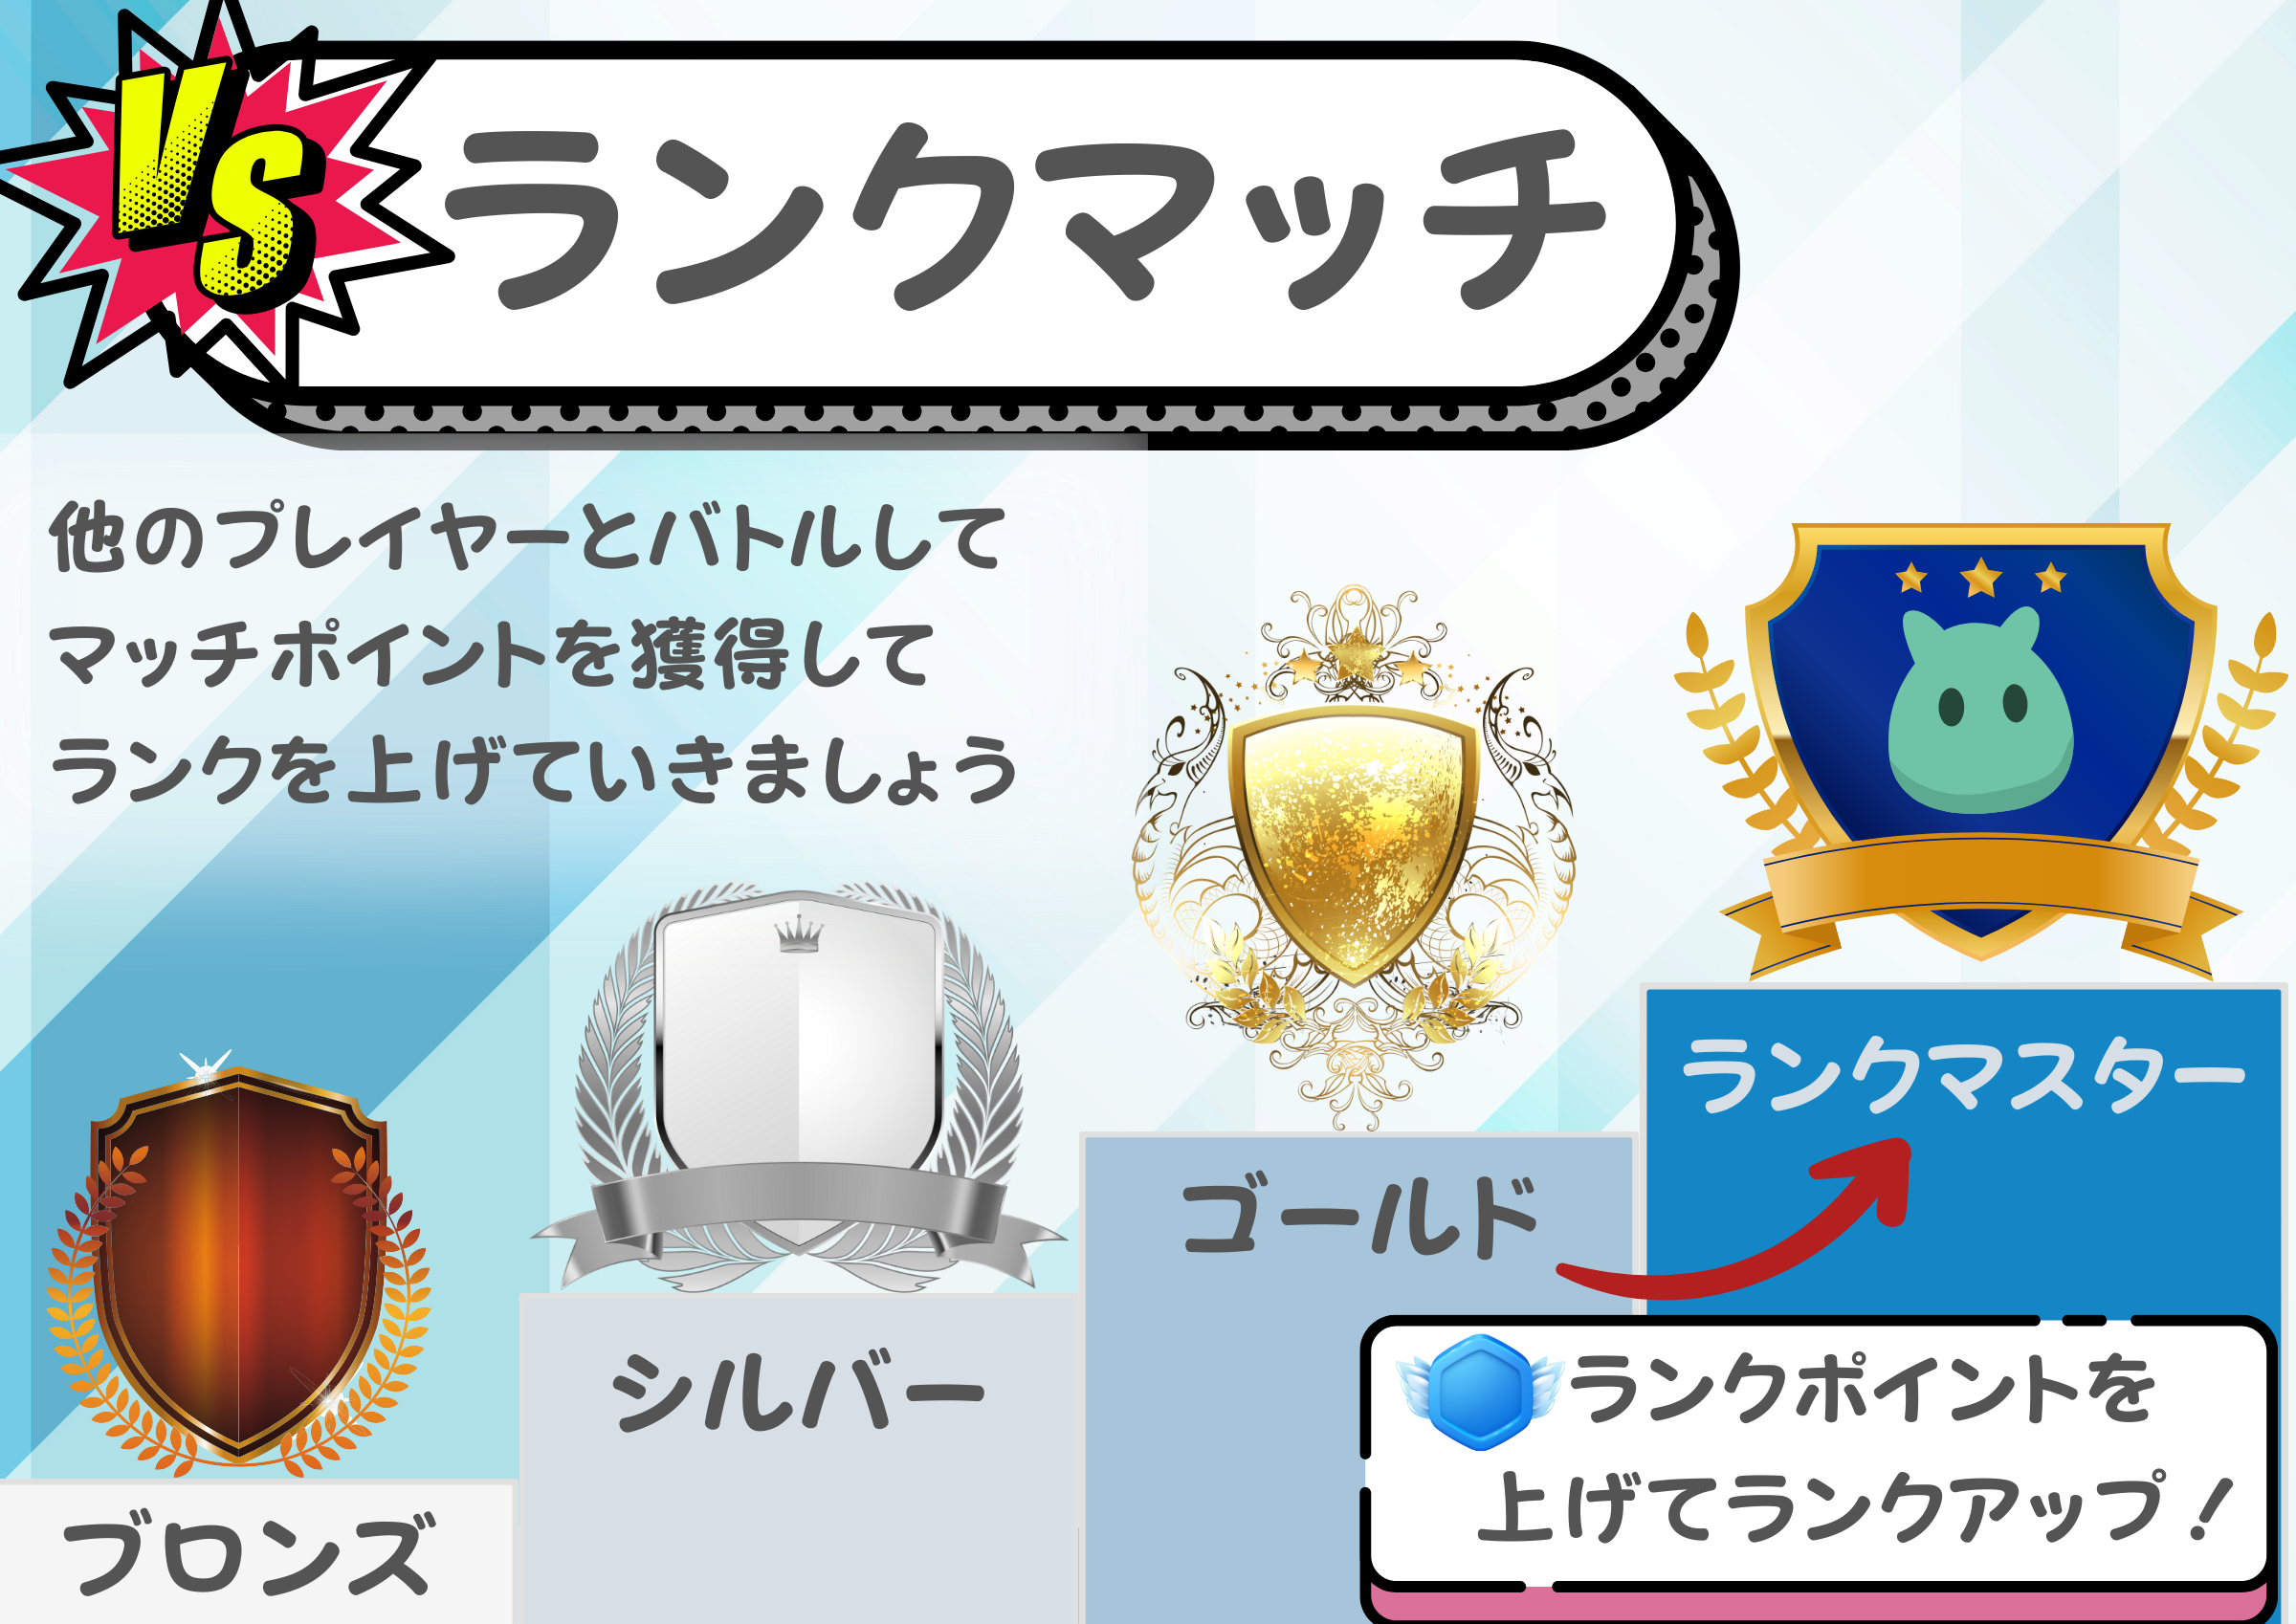 VS
ランクマッチ
他のプレイヤーとバトルして
マッチポイントを獲得して
ランクを上げていきましょう
ランクマスター
ゴールド
シルバー
ブロンズ
ランクポイントを
上げてランクアップ！